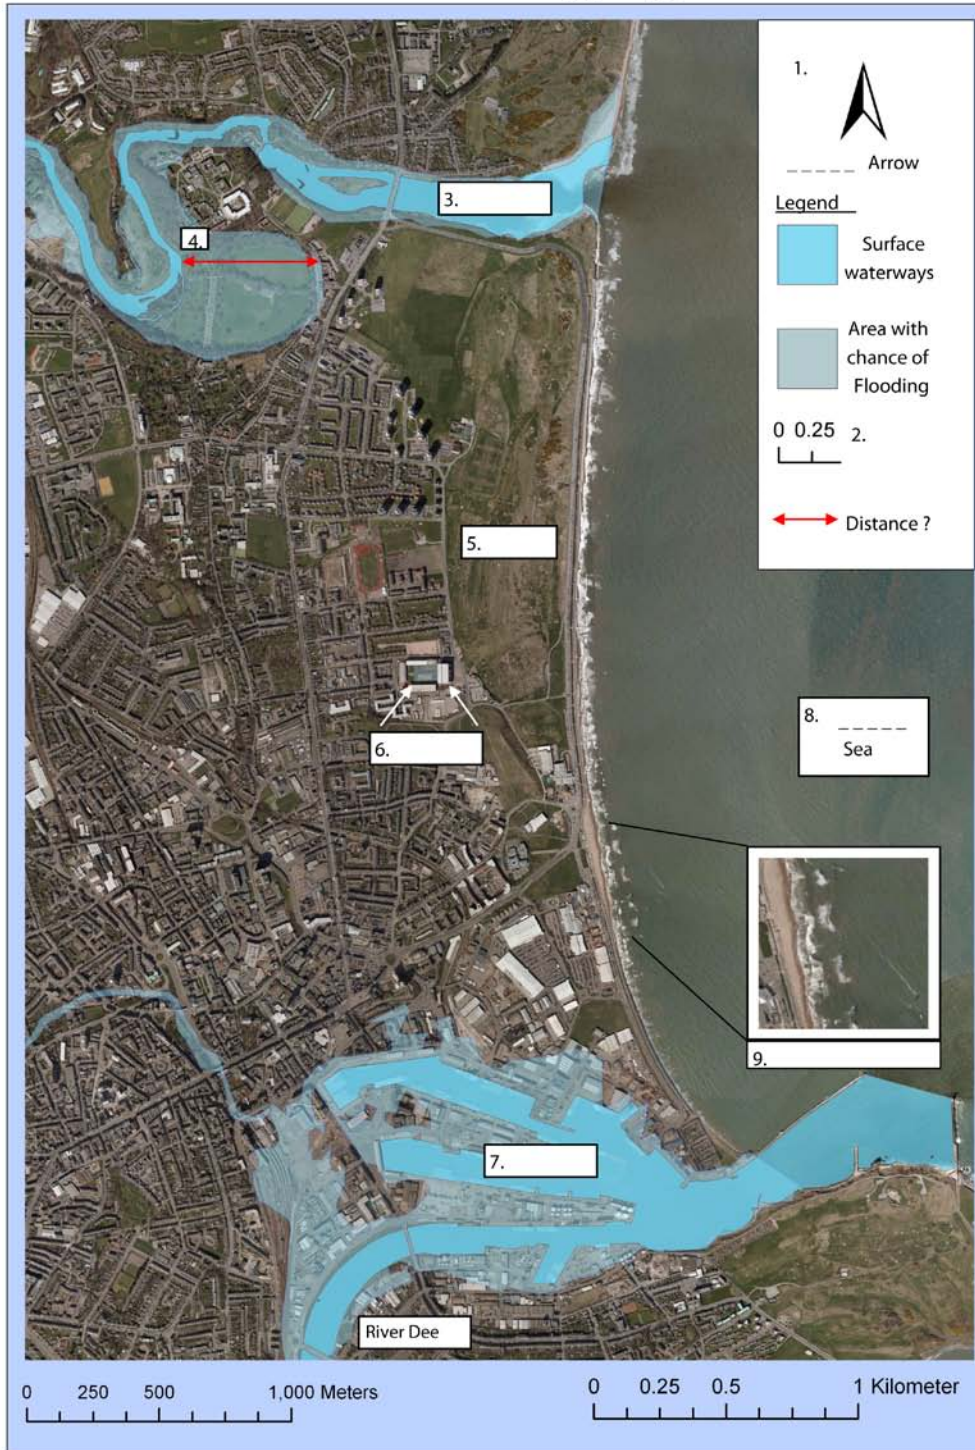 1.
Arrow
Legend
Surface
waterways
Area with
chance of
Flooding
0 0.25 2.
Distance ?
3.
4.
5.
6.
7.
8.
Sea
9.
River Dee
0 250 500 1,000 Meters
0 0.25 0.5 1 Kilometer